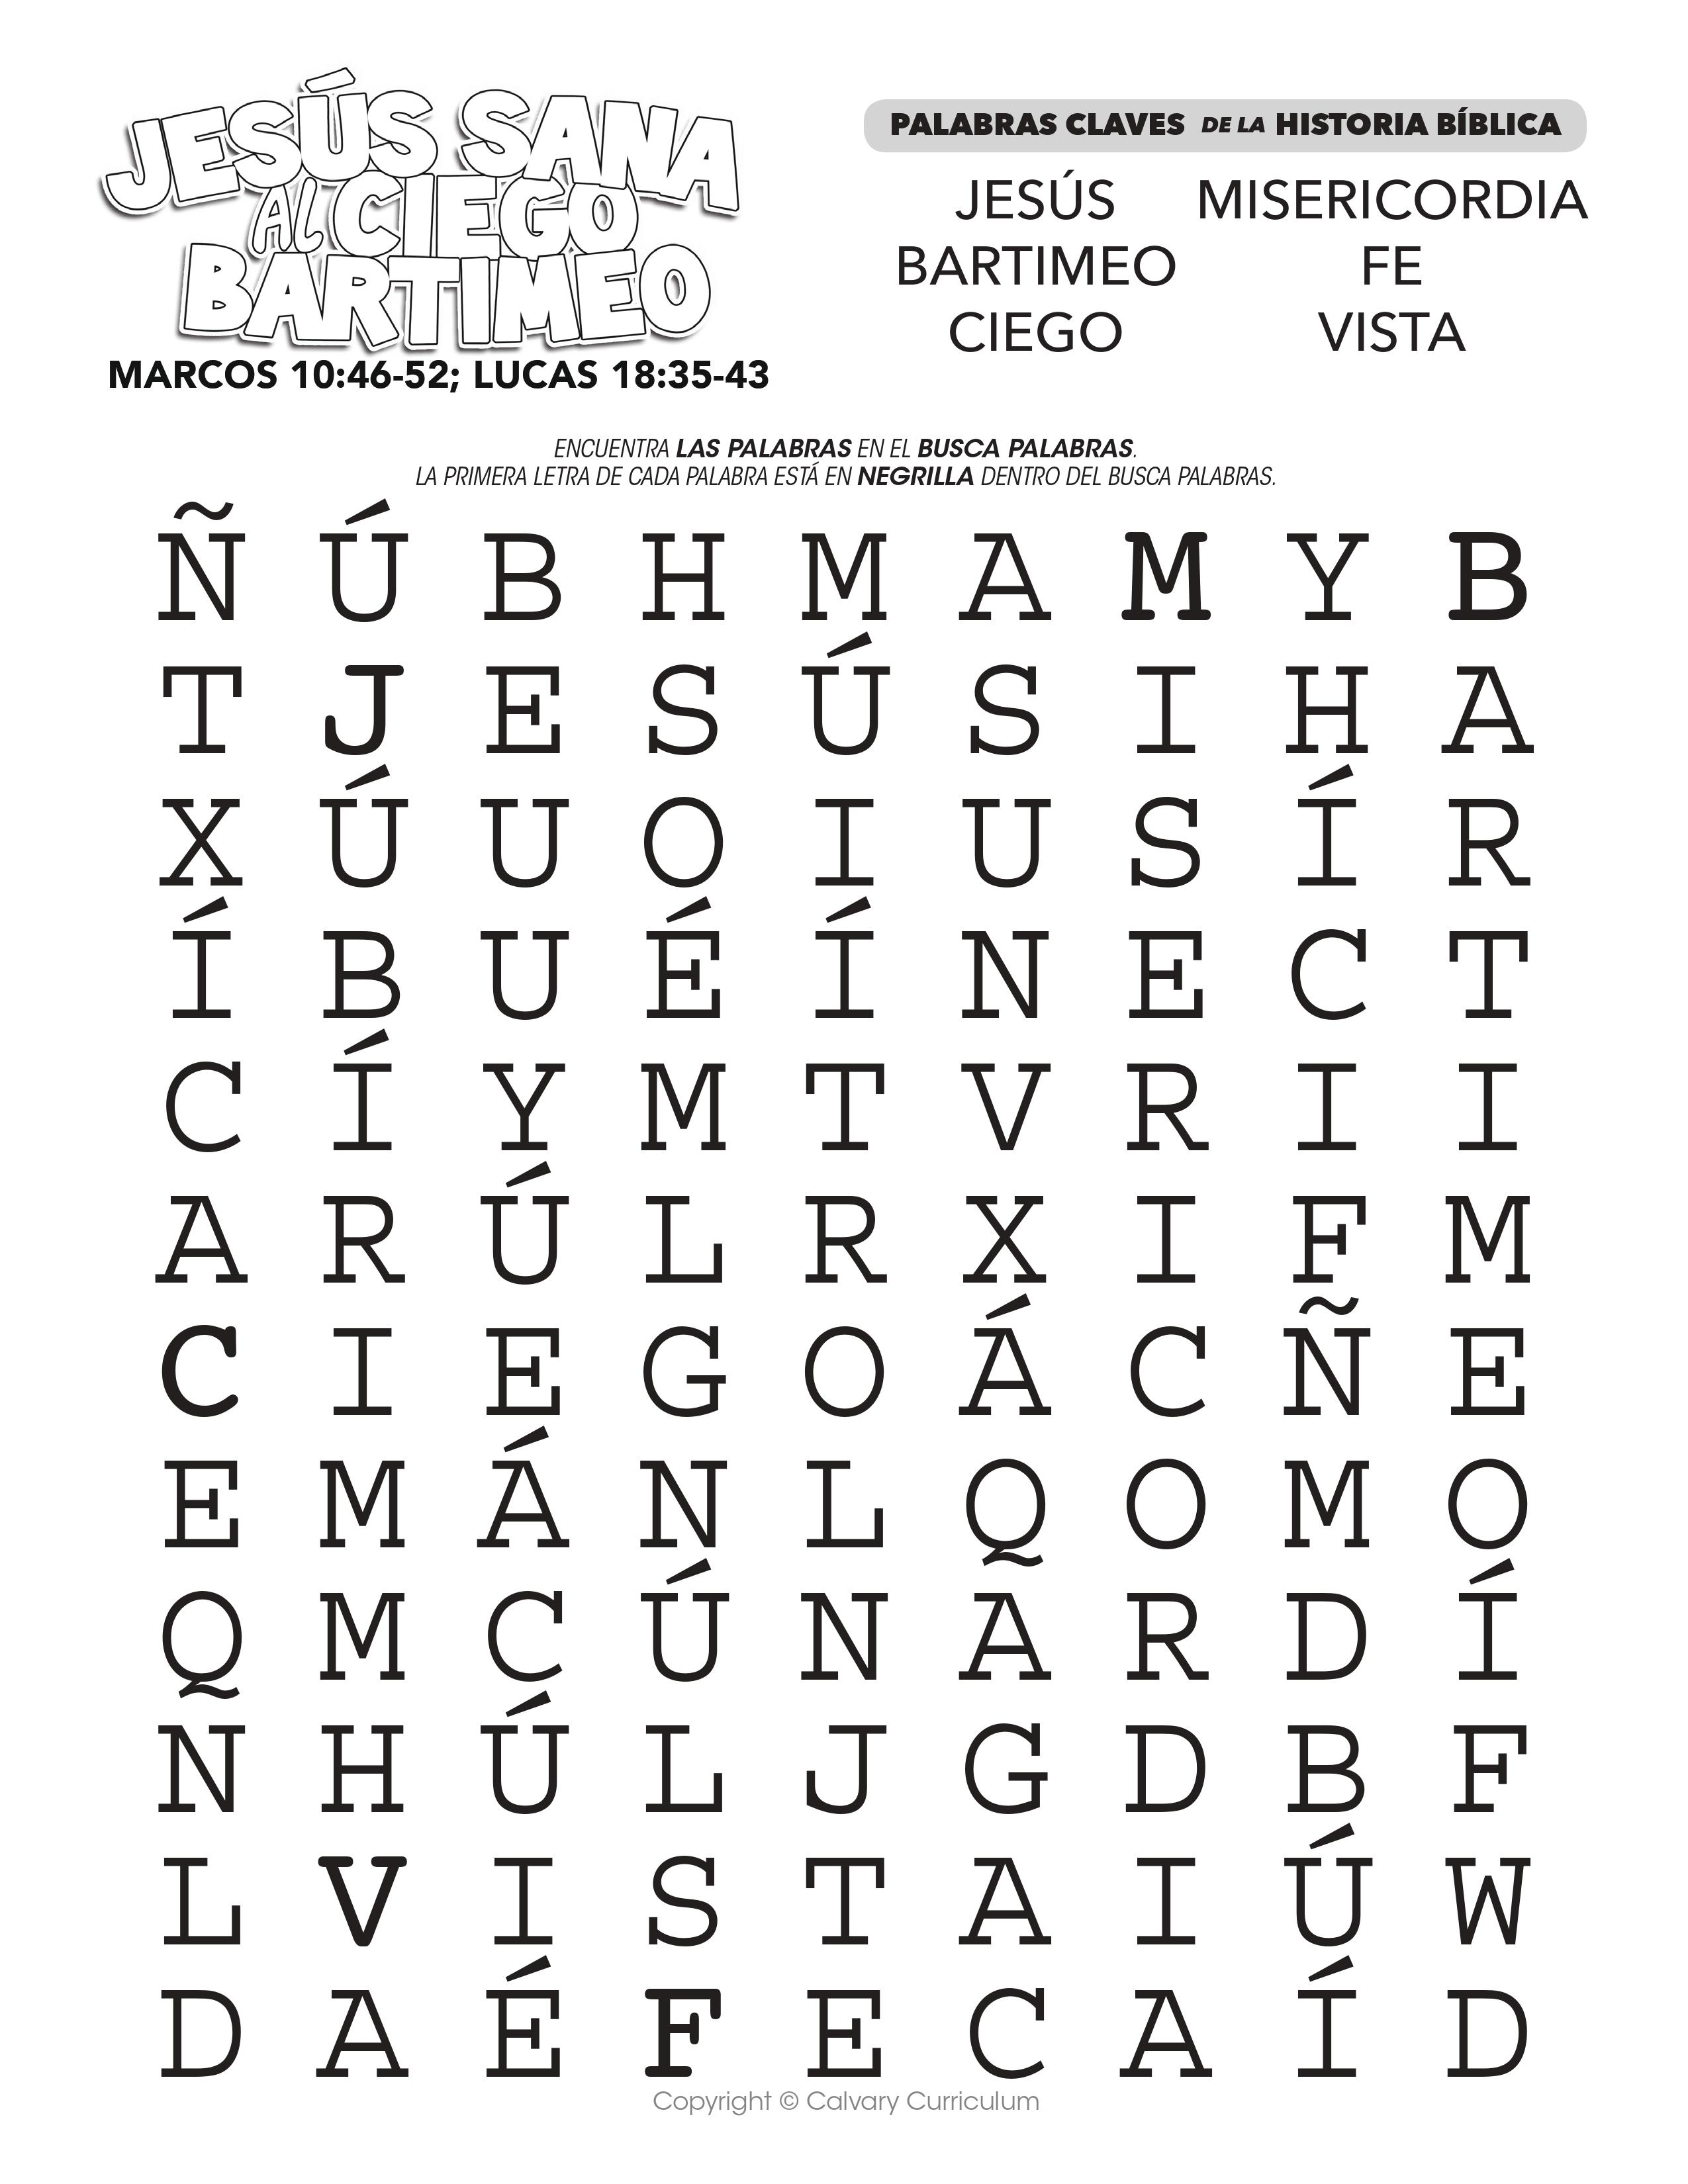 JESÚS SANA
Al CIEGO
BARTIMEO
MARCOS 10:46-52; LUCAS 18:35-43
PALABRAS CLAVES DE LA HISTORIA BÍBLICA
JESÚS MISERICORDIA
BARTIMEO FE
CIEGO VISTA
ENCUENTRA LAS PALABRAS EN EL BUSCA PALABRAS.
LA PRIMERA LETRA DE CADA PALABRA ESTÁ EN NEGRILLA DENTRO DEL BUSCA PALABRAS.
Ñ Ú B H M A M Y B
T J E S Ú S I H A
X Ú U O I U S Í R
Í B U É Í N E C T
C Í Y M T V R I I
A R Ú L R X I F M
C I E G O Á C Ñ E
E M Á N L Q O M O
Q M C Ú N A R D Í
Ñ H Ú L J G D B F
L V I S T A I Ú W
D A É F E C A Í D
Copyright © Calvary Curriculum